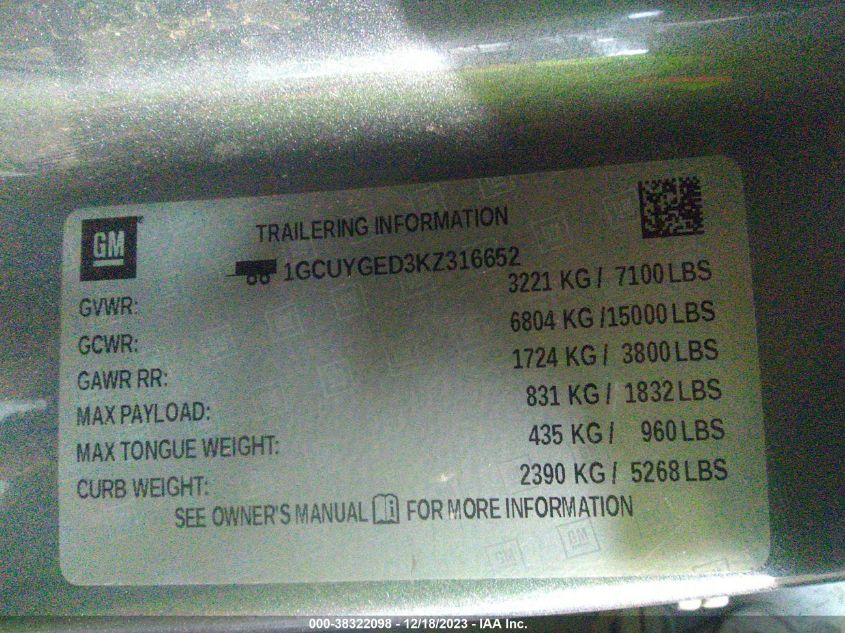 GM
TRAILERING INFORMATION
1GCUYGED3KZ316652
GVWR: 3221 KG / 7100 LBS
GCWR: 6804 KG /15000 LBS
GAWR RR: 1724 KG / 3800 LBS
MAX PAYLOAD: 831 KG / 1832 LBS
MAX TONGUE WEIGHT: 435 KG / 960 LBS
CURB WEIGHT: 2390 KG / 5268 LBS
SEE OWNER'S MANUAL i FOR MORE INFORMATION
GM GM
000-38322098 - 12/18/2023 - IAA Inc.